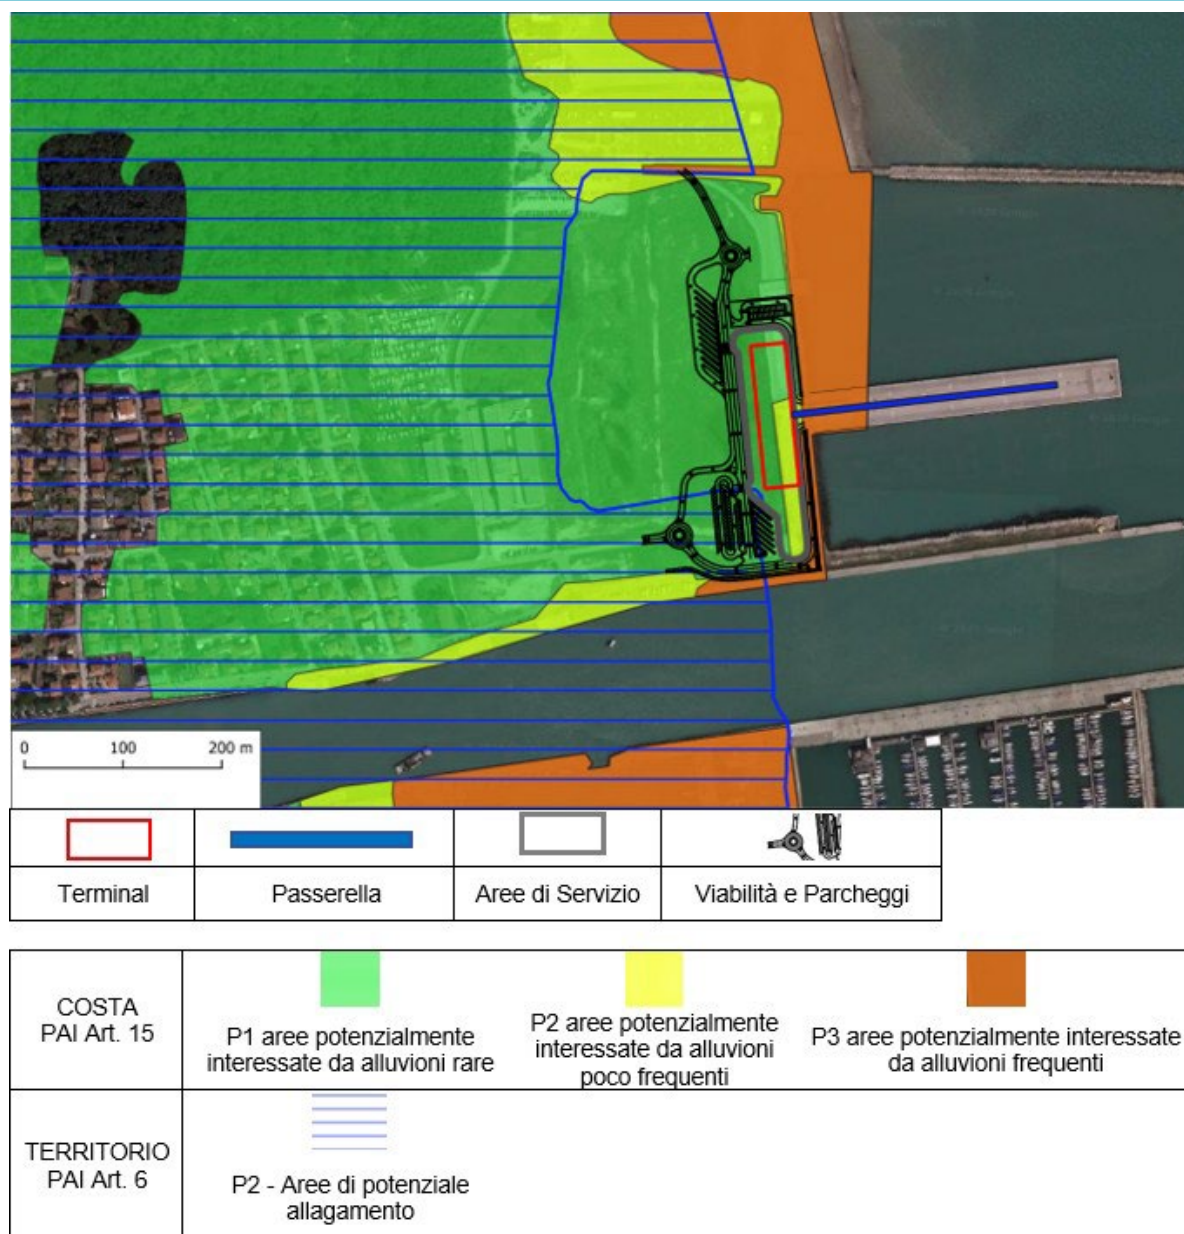 0 100 200 m
Terminal
Passerella
Aree di Servizio
Viabilità e Parcheggi
COSTA
PAI Art. 15
P1 aree potenzialmente
interessate da alluvioni rare
P2 aree potenzialmente
interessate da alluvioni
poco frequenti
P3 aree potenzialmente interessate
da alluvioni frequenti
TERRITORIO
PAI Art. 6
P2 - Aree di potenziale
allagamento